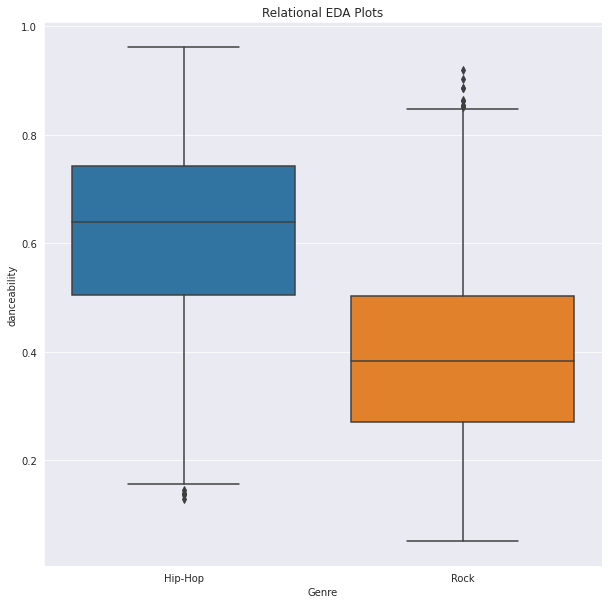 Relational EDA Plots
1.0
0.8
0.6
0.4
0.2
danceability
Hip-Hop
Rock
Genre